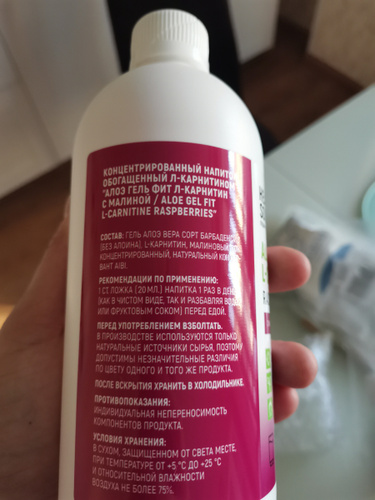 КОНЦЕНТРИРОВАННЫЙ НАПИТОК
ОБОГАЩЕННЫЙ Л-КАРНИТИНОМ
"АЛОЭ ГЕЛЬ ФИТ Л-КАРНИТИН
С МАЛИНОЙ / ALOE GEL FIT
L-CARNITINE RASPBERRIES"
СОСТАВ: ГЕЛЬ АЛОЭ ВЕРА СОРТ
(БЕЗ АЛОИНА), L-КАРНИТИН,
КОНЦЕНТРИРОВАННЫЙ, НАТУРАЛЬНЫЙ
ВАНТ AIBI.
РЕКОМЕНДАЦИИ ПО ПРИМЕНЕНИЮ:
1 СТ.ЛОЖКА (20 МЛ.) НАПИТКА 1 РАЗ В
(КАК В ЧИСТОМ ВИДЕ, ТАК И РАЗБАВЛЯЯ
ИЛИ ФРУКТОВЫМ СОКОМ) ПЕРЕД ЕДОЙ.
ПЕРЕД УПОТРЕБЛЕНИЕМ ВЗБОЛТАТЬ.
В ПРОИЗВОДСТВЕ ИСПОЛЬЗУЮТСЯ ТОЛЬКО
НАТУРАЛЬНЫЕ ИСТОЧНИКИ СЫРЬЯ, ПОЭТОМУ
ДОПУСТИМЫ НЕЗНАЧИТЕЛЬНЫЕ РАЗЛИЧИЯ
ПО ЦВЕТУ ОДНОГО И ТОГО ЖЕ ПРОДУКТА.
ПОСЛЕ ВСКРЫТИЯ ХРАНИТЬ В ХОЛОДИЛЬНИКЕ.
ПРОТИВОПОКАЗАНИЯ:
ИНДИВИДУАЛЬНАЯ НЕПЕРЕНОСИМОСТЬ
КОМПОНЕНТОВ ПРОДУКТА.
УСЛОВИЯ ХРАНЕНИЯ:
В СУХОМ, ЗАЩИЩЕННОМ ОТ СВЕТА МЕСТЕ,
ПРИ ТЕМПЕРАТУРЕ ОТ +5 °C ДО +25 °C
И ОТНОСИТЕЛЬНОЙ ВЛАЖНОСТИ
ВОЗДУХА НЕ БОЛЕЕ 75%.